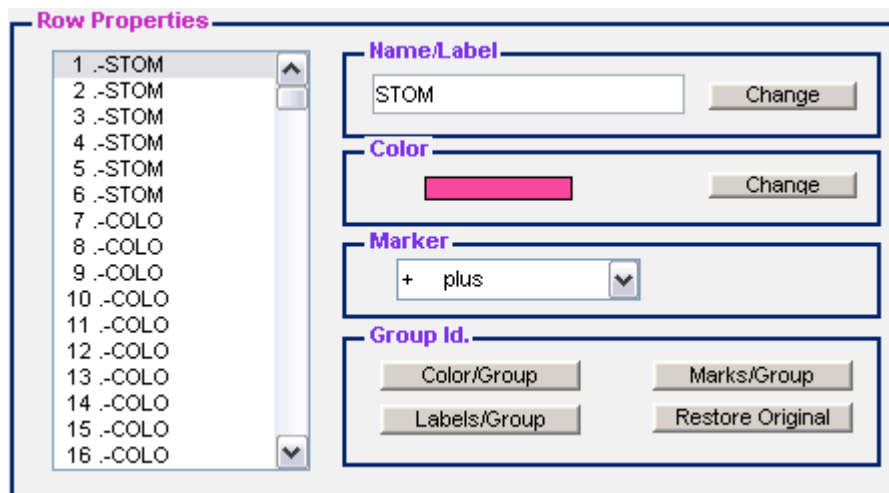 Row Properties
1 .-STOM
2 .-STOM
3 .-STOM
4 .-STOM
5 .-STOM
6 .-STOM
7 .-COLO
8 .-COLO
9 .-COLO
10 .-COLO
11 .-COLO
12 .-COLO
13 .-COLO
14 .-COLO
15 .-COLO
16 .-COLO
Name/Label
STOM
Change
Color
Change
Marker
+ plus
Group Id.
Color/Group
Marks/Group
Labels/Group
Restore Original